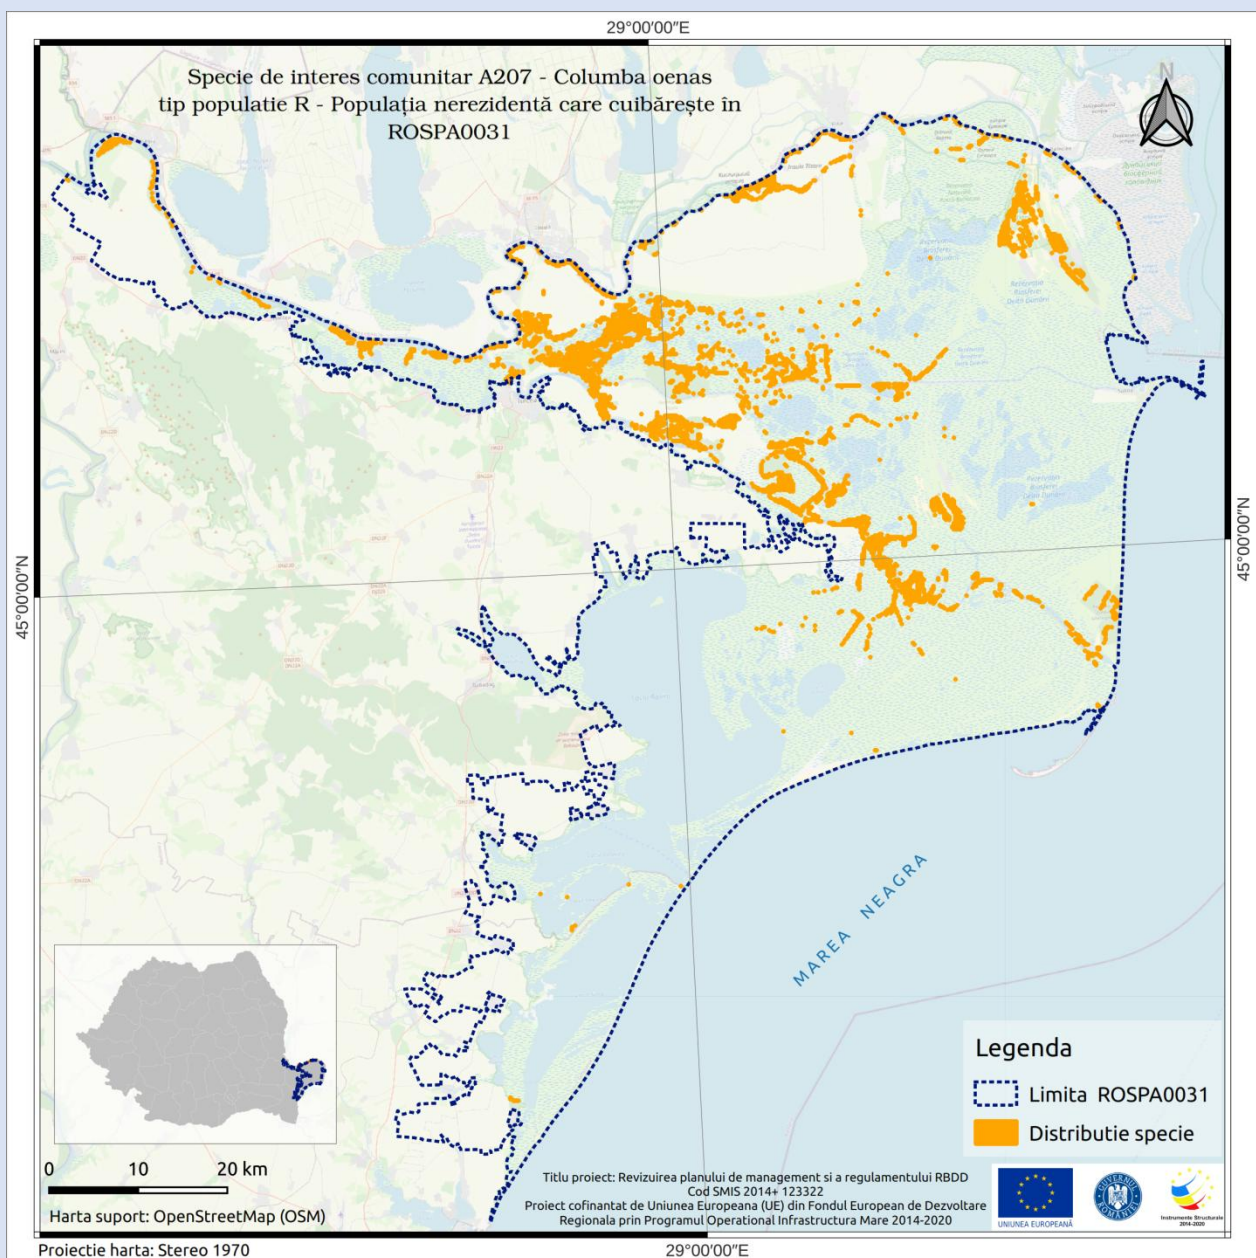 29°00'00"E
Specie de interes comunitar A207 - Columba oenas
tip populatie R - Populația nerezidentă care cuibărește în
ROSPA0031
N
45°00'00"N
45°00'00"N
MAREA NEAGRA
Legenda
Limita ROSPA0031
Distributie specie
0 10 20 km
Harta suport: OpenStreetMap (OSM)
Titlu proiect: Revizuirea planului de management si a regulamentului RBDD
Cod SMIS 2014+ 123322
Proiect cofinantat de Uniunea Europeana (UE) din Fondul European de Dezvoltare
Regionala prin Programul Operational Infrastructura Mare 2014-2020
UNIUNEA EUROPEANĂ
GUVERNUL ROMÂNIEI
Instrumente Structurale
2014-2020
Proiectie harta: Stereo 1970
29°00'00"E